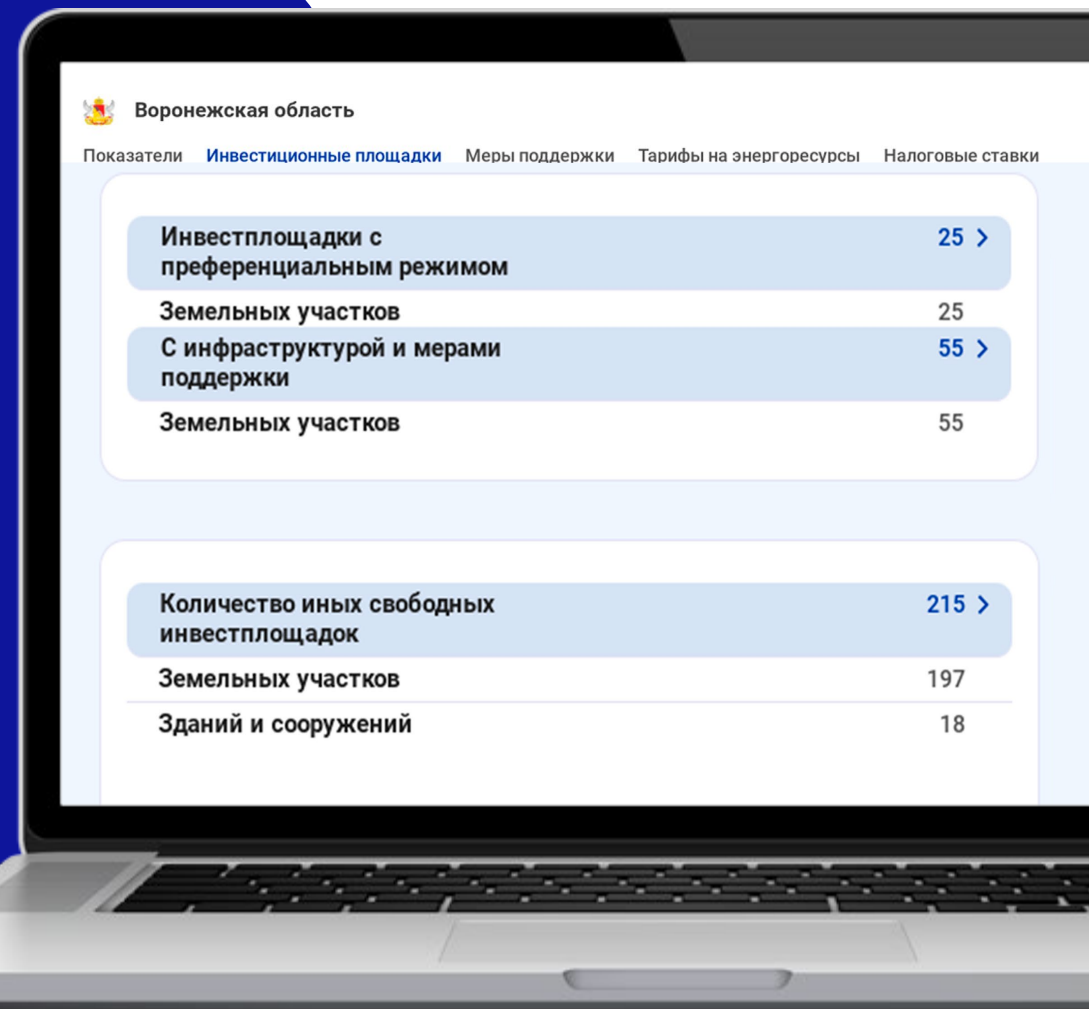 Воронежская область
Показатели Инвестиционные площадки Меры поддержки Тарифы на энергоресурсы Налоговые ставки
Инвестплощадки с 25
преференциальным режимом
Земельных участков 25
С инфраструктурой и мерами 55
поддержки
Земельных участков 55
Количество иных свободных 215
инвестплощадок
Земельных участков 197
Зданий и сооружений 18